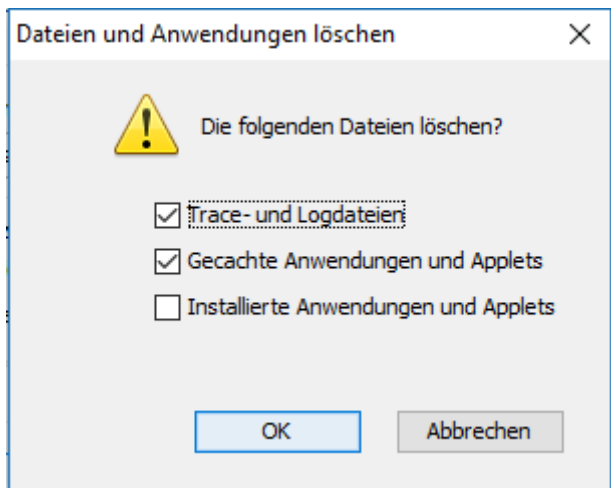 Dateien und Anwendungen löschen
Die folgenden Dateien löschen?
Trace- und Logdateien
Gecachte Anwendungen und Applets
Installierte Anwendungen und Applets
OK
Abbrechen